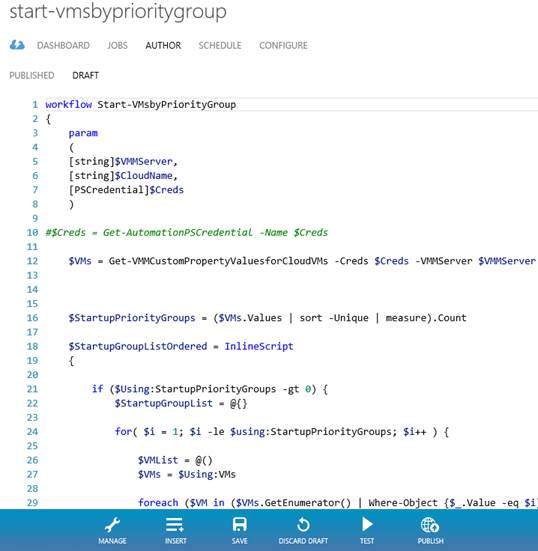 start-vmsbyprioritygroup
DASHBOARD JOBS AUTHOR SCHEDULE CONFIGURE
PUBLISHED DRAFT
1 workflow Start-VMsbyPriorityGroup
2 {
3 param
4 (
5 [string]$VMMServer,
6 [string]$CloudName,
7 [PSCredential]$Creds
8 )
9
10 #$Creds = Get-AutomationPSCredential -Name $Creds
11
12 $VMs = Get-VMMCustomPropertyValuesforCloudVMs -Creds $Creds -VMMServer $VMMServer
13
14
15
16 $StartupPriorityGroups = ($VMs.Values | sort -Unique | measure).Count
17
18 $StartupGroupListOrdered = InlineScript
19 {
20
21 if ($Using:StartupPriorityGroups -gt 0) {
22 $StartupGroupList = @{}
23
24 for( $i = 1; $i -le $using:StartupPriorityGroups; $i++ ) {
25
26 $VMList = @()
27 $VMs = $Using:VMs
28
29 foreach ($VM in ($VMs.GetEnumerator() | Where-Object {$_.Value -eq $i
MANAGE INSERT SAVE DISCARD DRAFT TEST PUBLISH